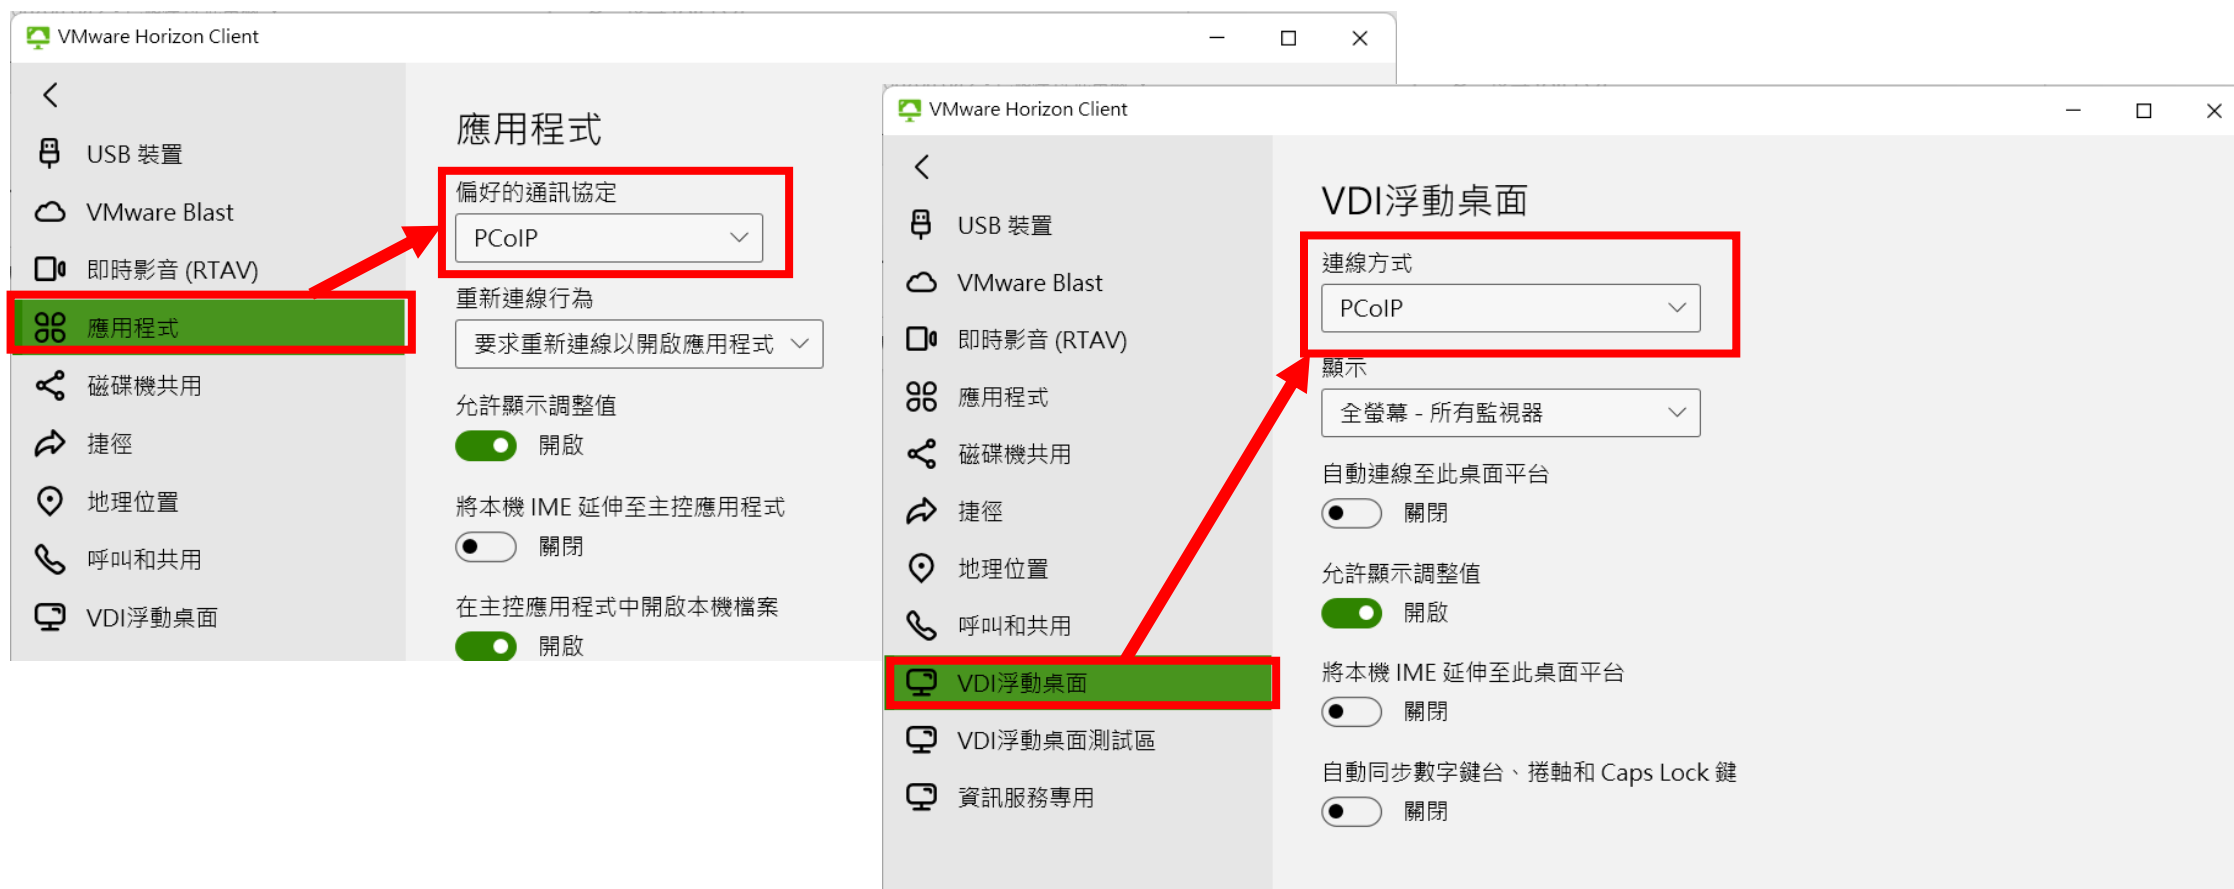 VMware Horizon Client
USB 裝置
VMware Blast
即時影音 (RTAV)
應用程式
磁碟機共用
捷徑
地理位置
呼叫和共用
VDI浮動桌面
應用程式
偏好的通訊協定
PCoIP
重新連線行為
要求重新連線以開啟應用程式
允許顯示調整值
開啟
將本機 IME 延伸至主控應用程式
關閉
在主控應用程式中開啟本機檔案
開啟
VMware Horizon Client
USB 裝置
VMware Blast
即時影音 (RTAV)
應用程式
磁碟機共用
捷徑
地理位置
呼叫和共用
VDI浮動桌面
VDI浮動桌面測試區
資訊服務專用
VDI浮動桌面
連線方式
PCoIP
顯示
全螢幕 - 所有監視器
自動連線至此桌面平台
關閉
允許顯示調整值
開啟
將本機 IME 延伸至此桌面平台
關閉
自動同步數字鍵台、捲軸和 Caps Lock 鍵
關閉